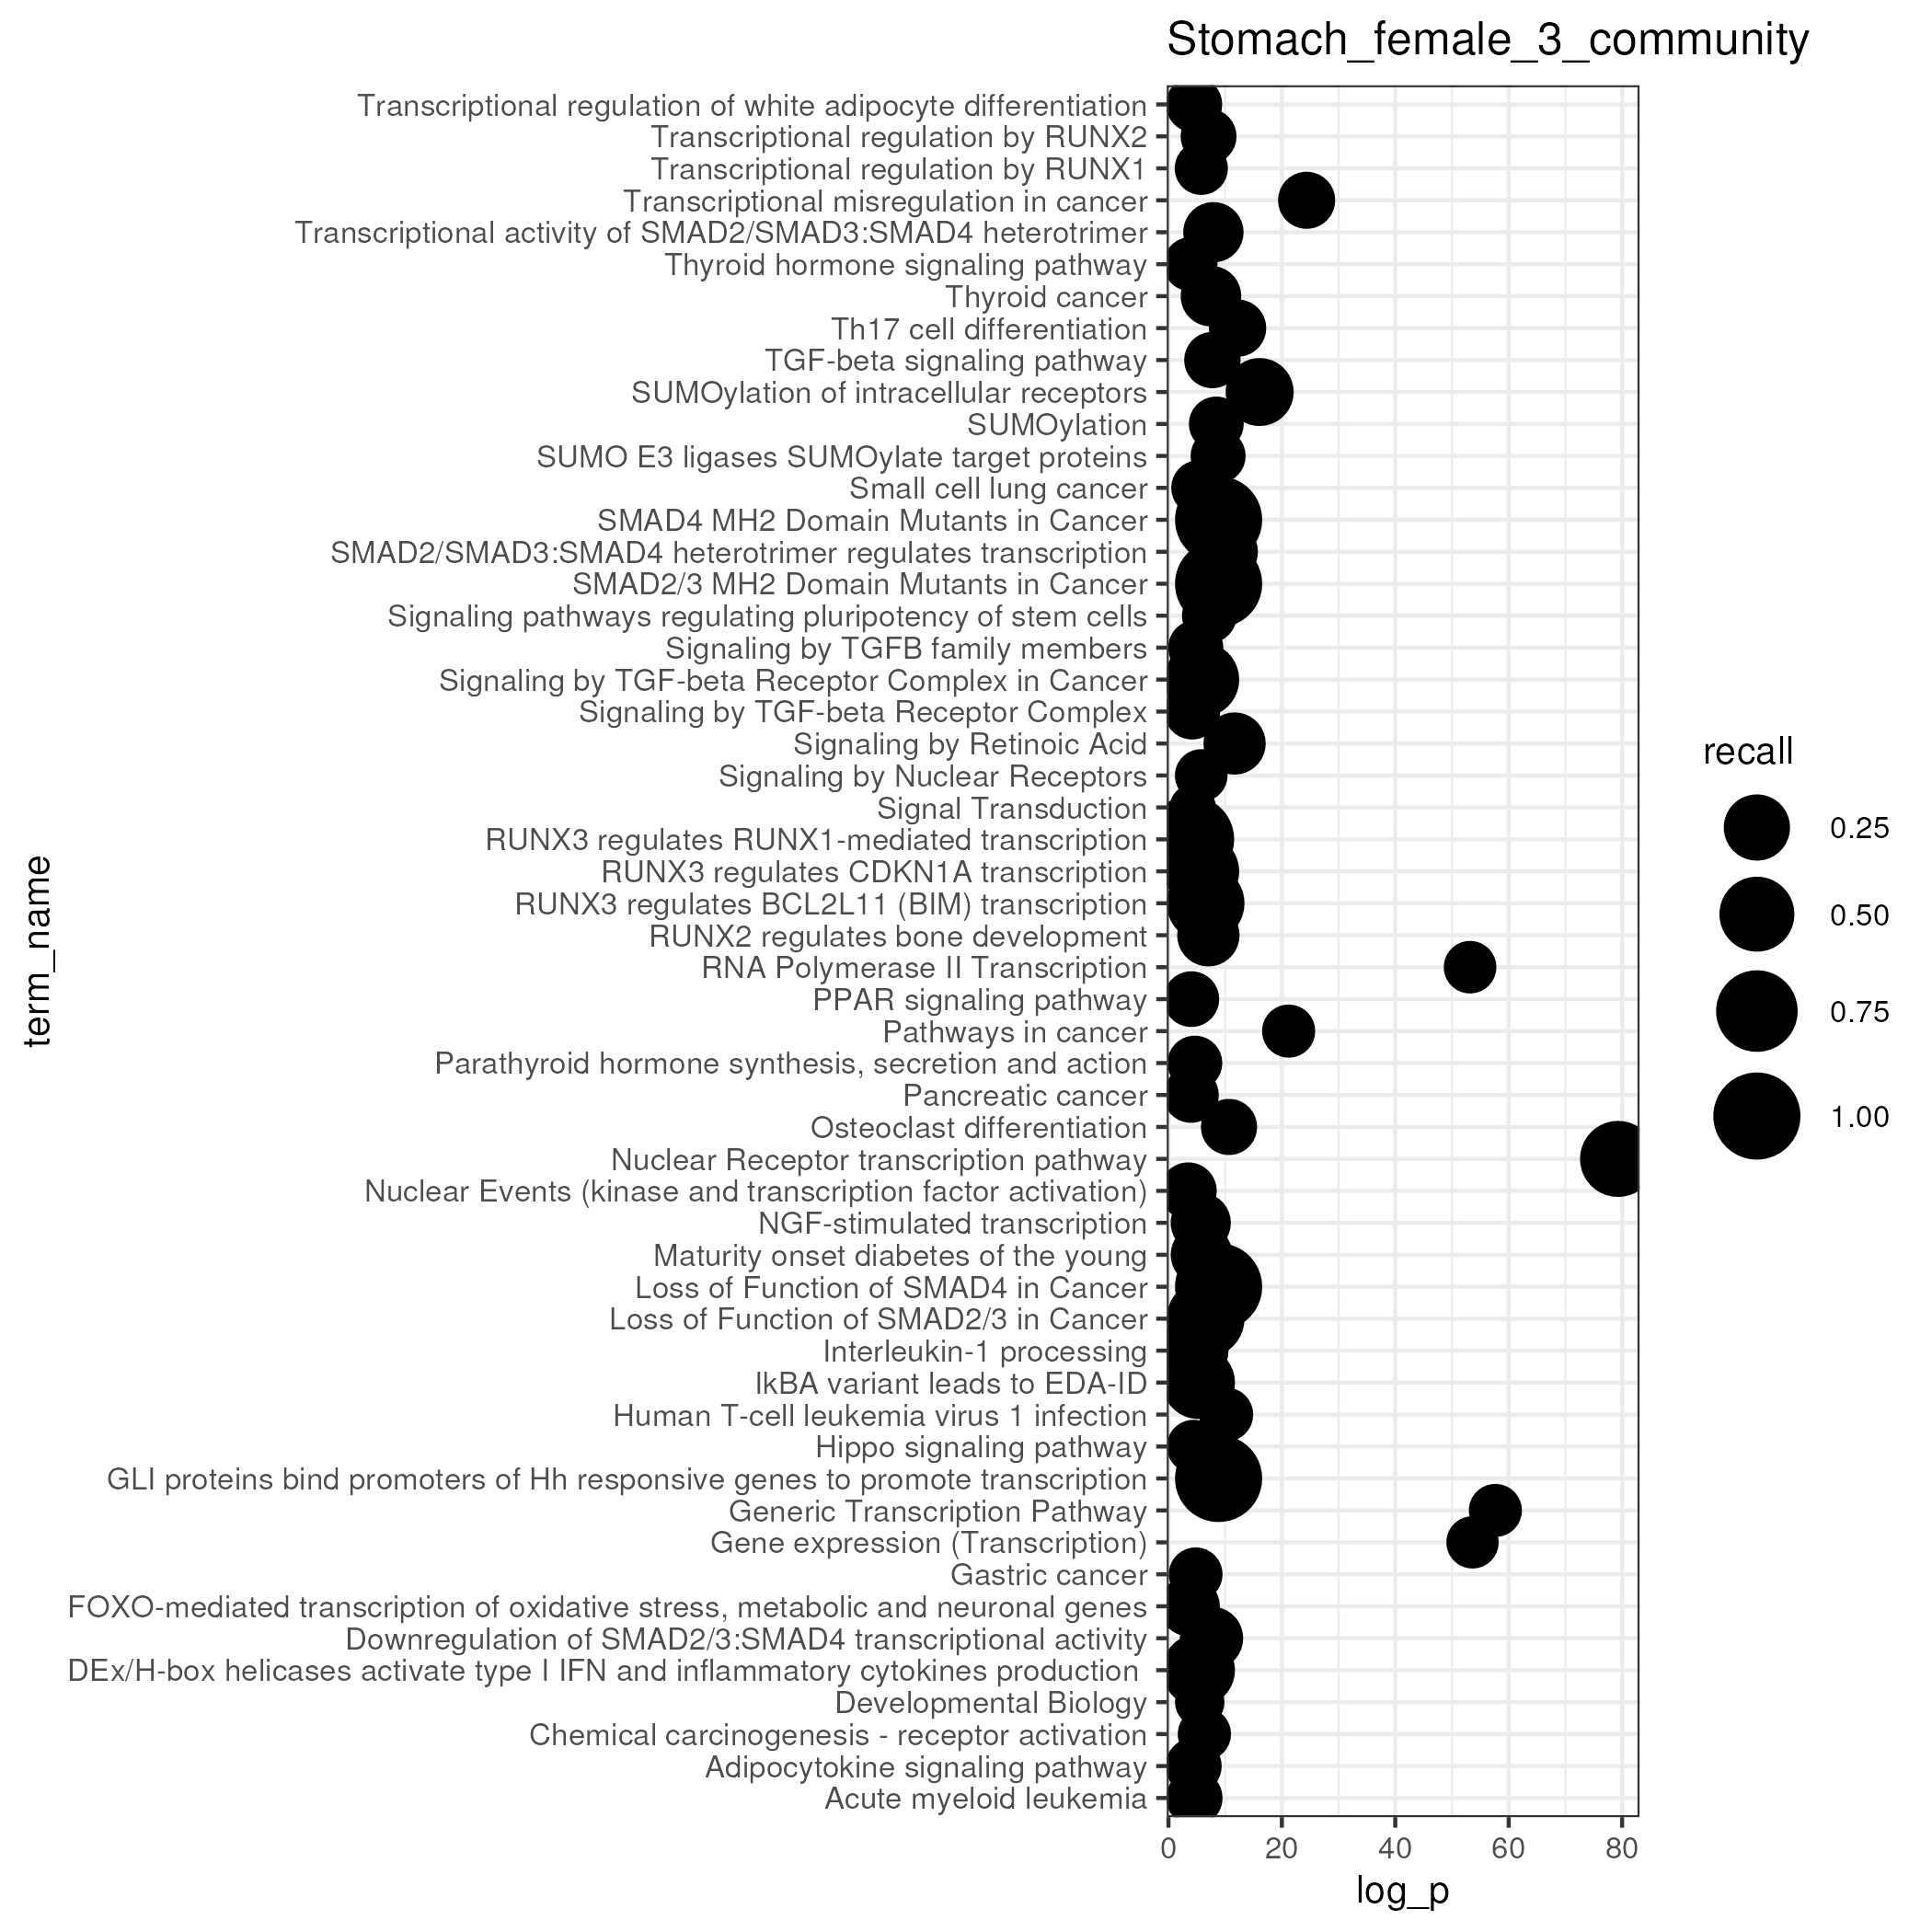 Stomach_female_3_community
Transcriptional regulation of white adipocyte differentiation
Transcriptional regulation by RUNX2
Transcriptional regulation by RUNX1
Transcriptional misregulation in cancer
Transcriptional activity of SMAD2/SMAD3:SMAD4 heterotrimer
Thyroid hormone signaling pathway
Thyroid cancer
Th17 cell differentiation
TGF-beta signaling pathway
SUMOylation of intracellular receptors
SUMOylation
SUMO E3 ligases SUMOylate target proteins
Small cell lung cancer
SMAD4 MH2 Domain Mutants in Cancer
SMAD2/SMAD3:SMAD4 heterotrimer regulates transcription
SMAD2/3 MH2 Domain Mutants in Cancer
Signaling pathways regulating pluripotency of stem cells
Signaling by TGFB family members
Signaling by TGF-beta Receptor Complex in Cancer
Signaling by TGF-beta Receptor Complex
Signaling by Retinoic Acid
Signaling by Nuclear Receptors
Signal Transduction
RUNX3 regulates RUNX1-mediated transcription
RUNX3 regulates CDKN1A transcription
RUNX3 regulates BCL2L11 (BIM) transcription
RUNX2 regulates bone development
RNA Polymerase II Transcription
PPAR signaling pathway
Pathways in cancer
Parathyroid hormone synthesis, secretion and action
Pancreatic cancer
Osteoclast differentiation
Nuclear Receptor transcription pathway
Nuclear Events (kinase and transcription factor activation)
NGF-stimulated transcription
Maturity onset diabetes of the young
Loss of Function of SMAD4 in Cancer
Loss of Function of SMAD2/3 in Cancer
Interleukin-1 processing
IkBA variant leads to EDA-ID
Human T-cell leukemia virus 1 infection
Hippo signaling pathway
GLI proteins bind promoters of Hh responsive genes to promote transcription
Generic Transcription Pathway
Gene expression (Transcription)
Gastric cancer
FOXO-mediated transcription of oxidative stress, metabolic and neuronal genes
Downregulation of SMAD2/3:SMAD4 transcriptional activity
DEx/H-box helicases activate type I IFN and inflammatory cytokines production
Developmental Biology
Chemical carcinogenesis - receptor activation
Adipocytokine signaling pathway
Acute myeloid leukemia
term_name
0 20 40 60 80
log_p
recall
0.25
0.50
0.75
1.00